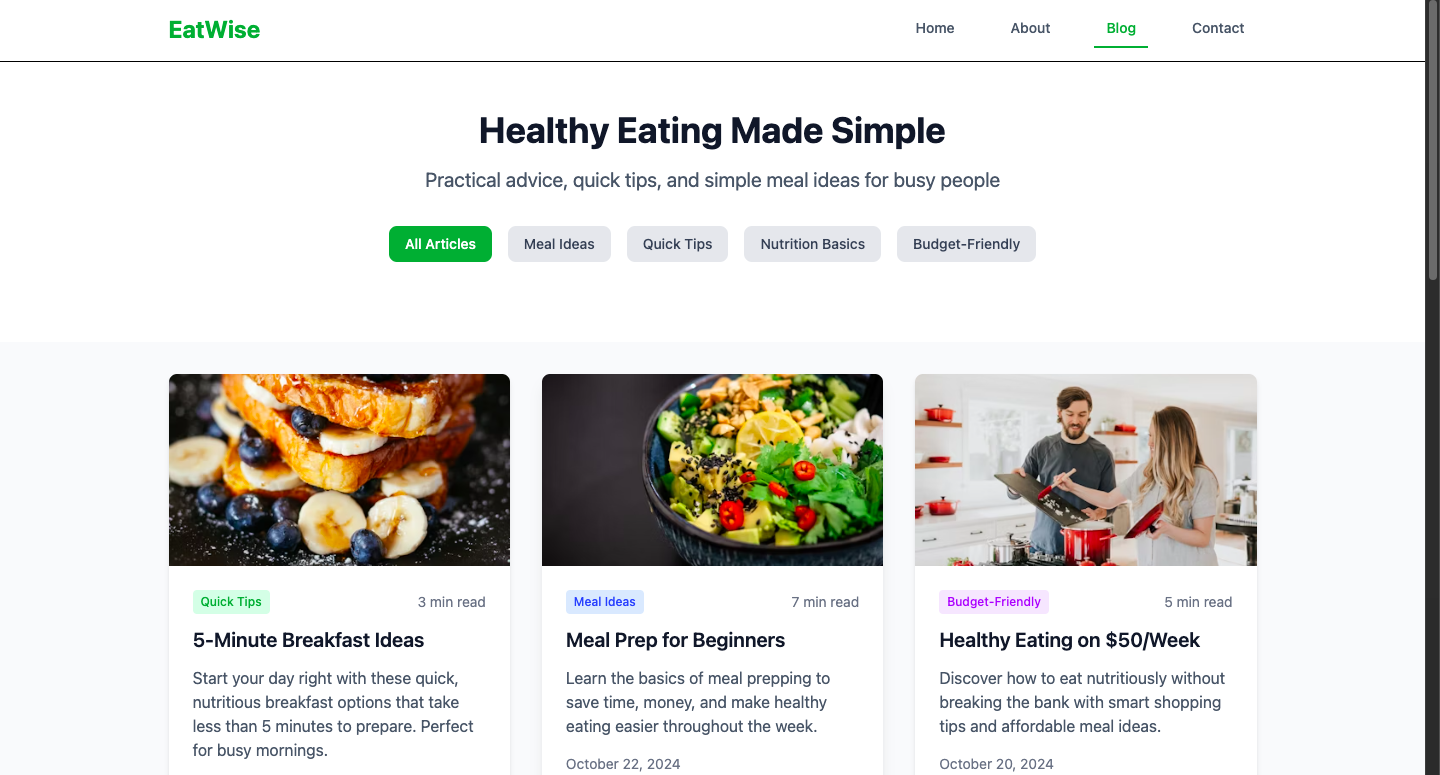 EatWise
Home
About
Blog
Contact
Healthy Eating Made Simple
Practical advice, quick tips, and simple meal ideas for busy people
All Articles
Meal Ideas
Quick Tips
Nutrition Basics
Budget-Friendly
Quick Tips
3 min read
5-Minute Breakfast Ideas
Start your day right with these quick,
nutritious breakfast options that take
less than 5 minutes to prepare. Perfect
for busy mornings.
Meal Ideas
7 min read
Meal Prep for Beginners
Learn the basics of meal prepping to
save time, money, and make healthy
eating easier throughout the week.
October 22, 2024
Budget-Friendly
5 min read
Healthy Eating on $50/Week
Discover how to eat nutritiously without
breaking the bank with smart shopping
tips and affordable meal ideas.
October 20, 2024